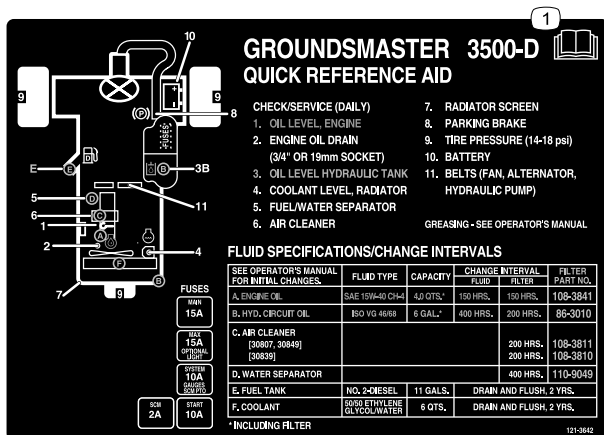 1
GROUNDSMASTER 3500-D
QUICK REFERENCE AID
CHECK/SERVICE (DAILY)
1. OIL LEVEL, ENGINE
2. ENGINE OIL DRAIN
(3/4" OR 19mm SOCKET)
3. OIL LEVEL HYDRAULIC TANK
4. COOLANT LEVEL, RADIATOR
5. FUEL/WATER SEPARATOR
6. AIR CLEANER
7. RADIATOR SCREEN
8. PARKING BRAKE
9. TIRE PRESSURE (14-18 psi)
10. BATTERY
11. BELTS (FAN, ALTERNATOR,
HYDRAULIC PUMP)
GREASING - SEE OPERATOR'S MANUAL
10
9
9
P
8
FUSES
E
E
B
3B
5
D
11
6
C
1
A
2
4
F
7
9
B
FUSES
MAIN
15A
MAX
15A
OPTIONAL
LIGHT
SYSTEM
10A
GAUGES
SCM PTO
SCM
2A
START
10A
FLUID SPECIFICATIONS/CHANGE INTERVALS
SEE OPERATOR'S MANUAL FOR INITIAL CHANGES. FLUID TYPE CAPACITY CHANGE INTERVAL FLUID FILTER FILTER PART NO.
A. ENGINE OIL SAE 15W-40 CH-4 4.0 QTS.* 150 HRS. 150 HRS. 108-3841
B. HYD. CIRCUIT OIL ISO VG 46/68 6 GAL.* 400 HRS. 200 HRS. 86-3010
C. AIR CLEANER
[30807, 30849] 200 HRS. 108-3811
[30839] 200 HRS. 108-3810
D. WATER SEPARATOR 400 HRS. 110-9049
E. FUEL TANK NO. 2-DIESEL 11 GALS. DRAIN AND FLUSH, 2 YRS.
F. COOLANT 50/50 ETHYLENE GLYCOL/WATER 6 QTS. DRAIN AND FLUSH, 2 YRS.
* INCLUDING FILTER
121-3642